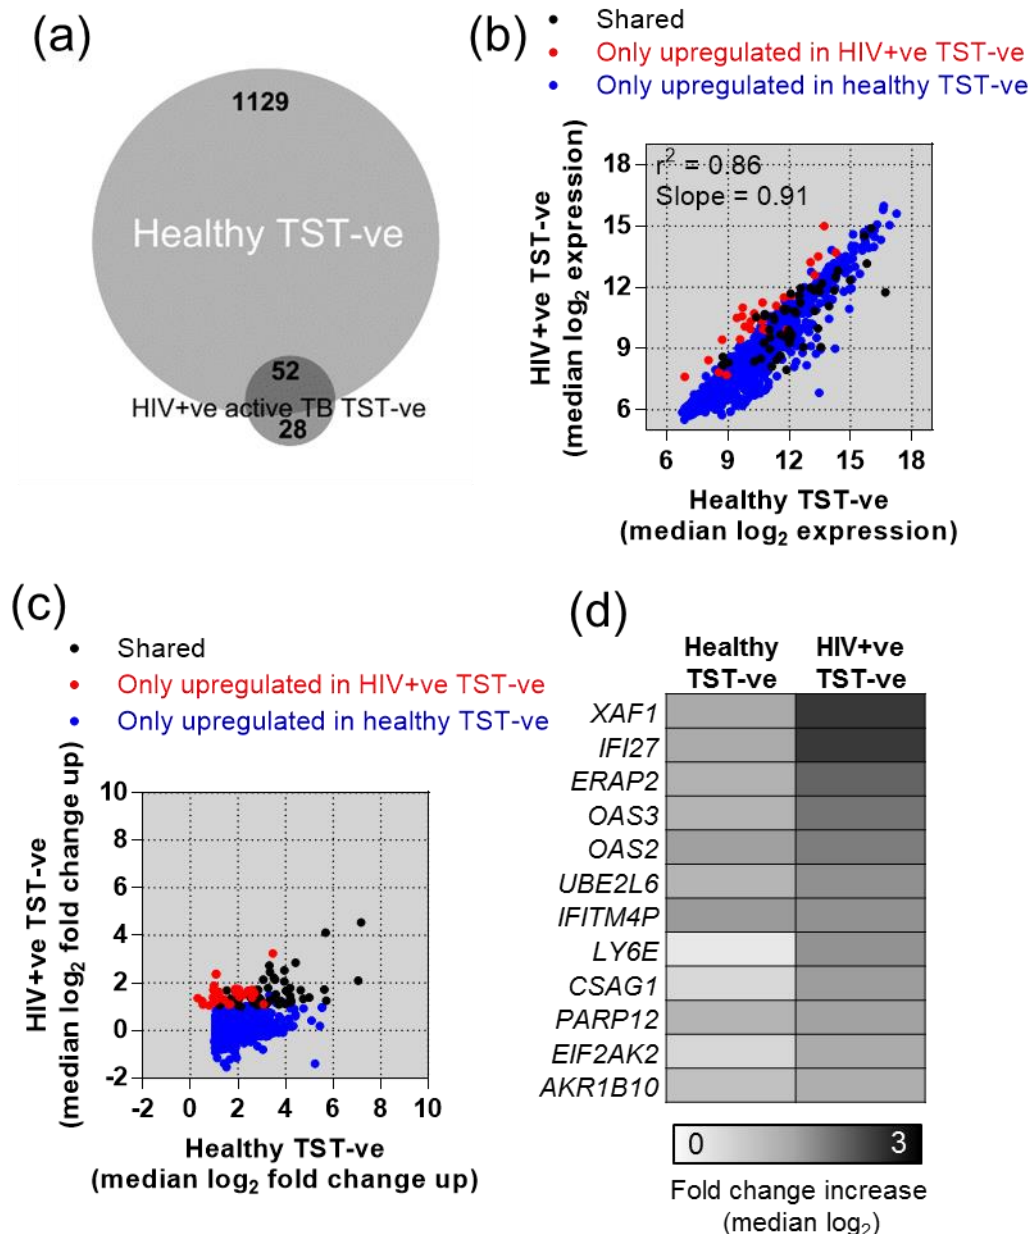 (a)
1129
Healthy TST-ve
52
HIV+ve active TB TST-ve
28
(b)
Shared
Only upregulated in HIV+ve TST-ve
Only upregulated in healthy TST-ve
r² = 0.86
Slope = 0.91
HIV+ve TST-ve
(median log₂ expression)
18
15
12
9
6
6 9 12 15 18
Healthy TST-ve
(median log₂ expression)
(c)
Shared
Only upregulated in HIV+ve TST-ve
Only upregulated in healthy TST-ve
HIV+ve TST-ve
(median log₂ fold change up)
10
8
6
4
2
0
-2
-2 0 2 4 6 8 10
Healthy TST-ve
(median log₂ fold change up)
(d)
Healthy TST-ve
HIV+ve TST-ve
XAF1
IFI27
ERAP2
OAS3
OAS2
UBE2L6
IFITM4P
LY6E
CSAG1
PARP12
EIF2AK2
AKR1B10
0 3
Fold change increase
(median log₂)